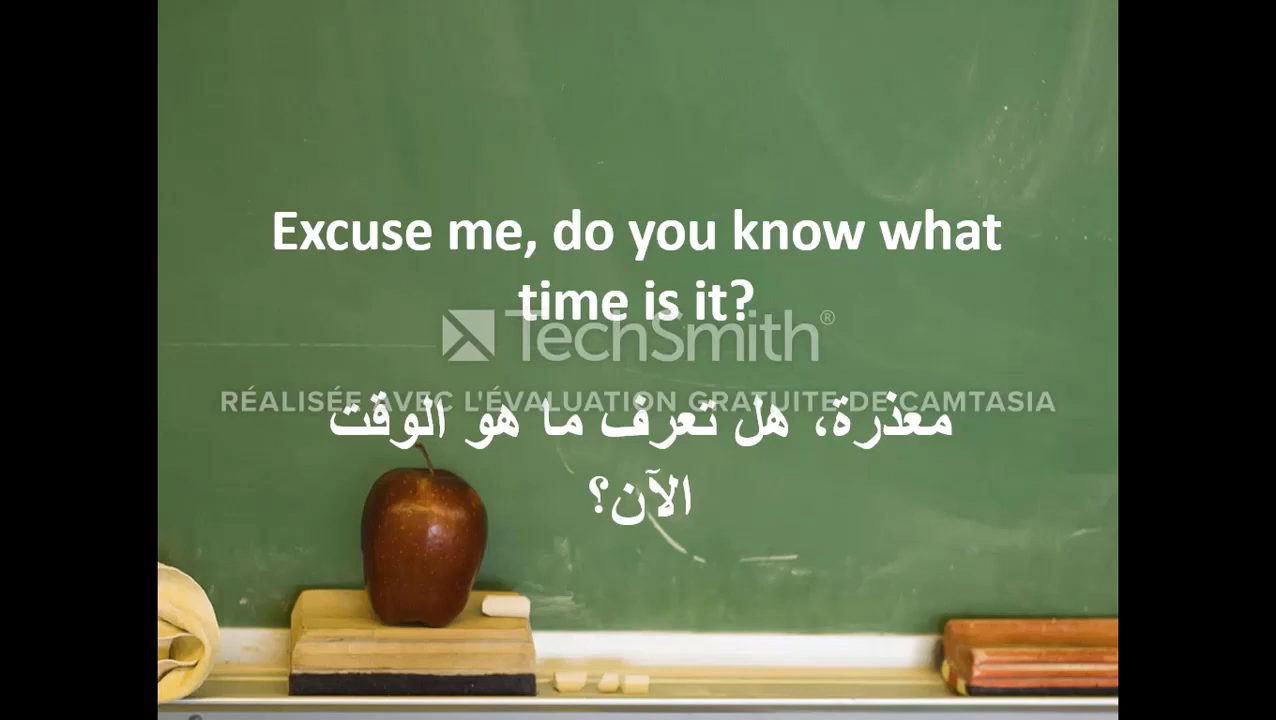 Excuse me, do you know what
time is it?
TechSmith®
RÉALISÉE AVEC L'ÉVALUATION GRATUITE DE CAMTASIA
معذرة، هل تعرف ما هو الوقت
الآن؟